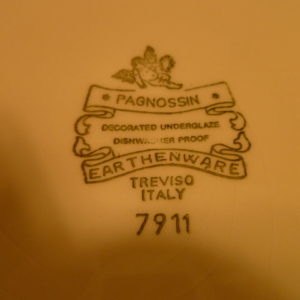 * PAGNOSSIN *
DECORATED UNDERGLAZE
DISHWASHER PROOF
EARTHENWARE
TREVISO
ITALY
7911